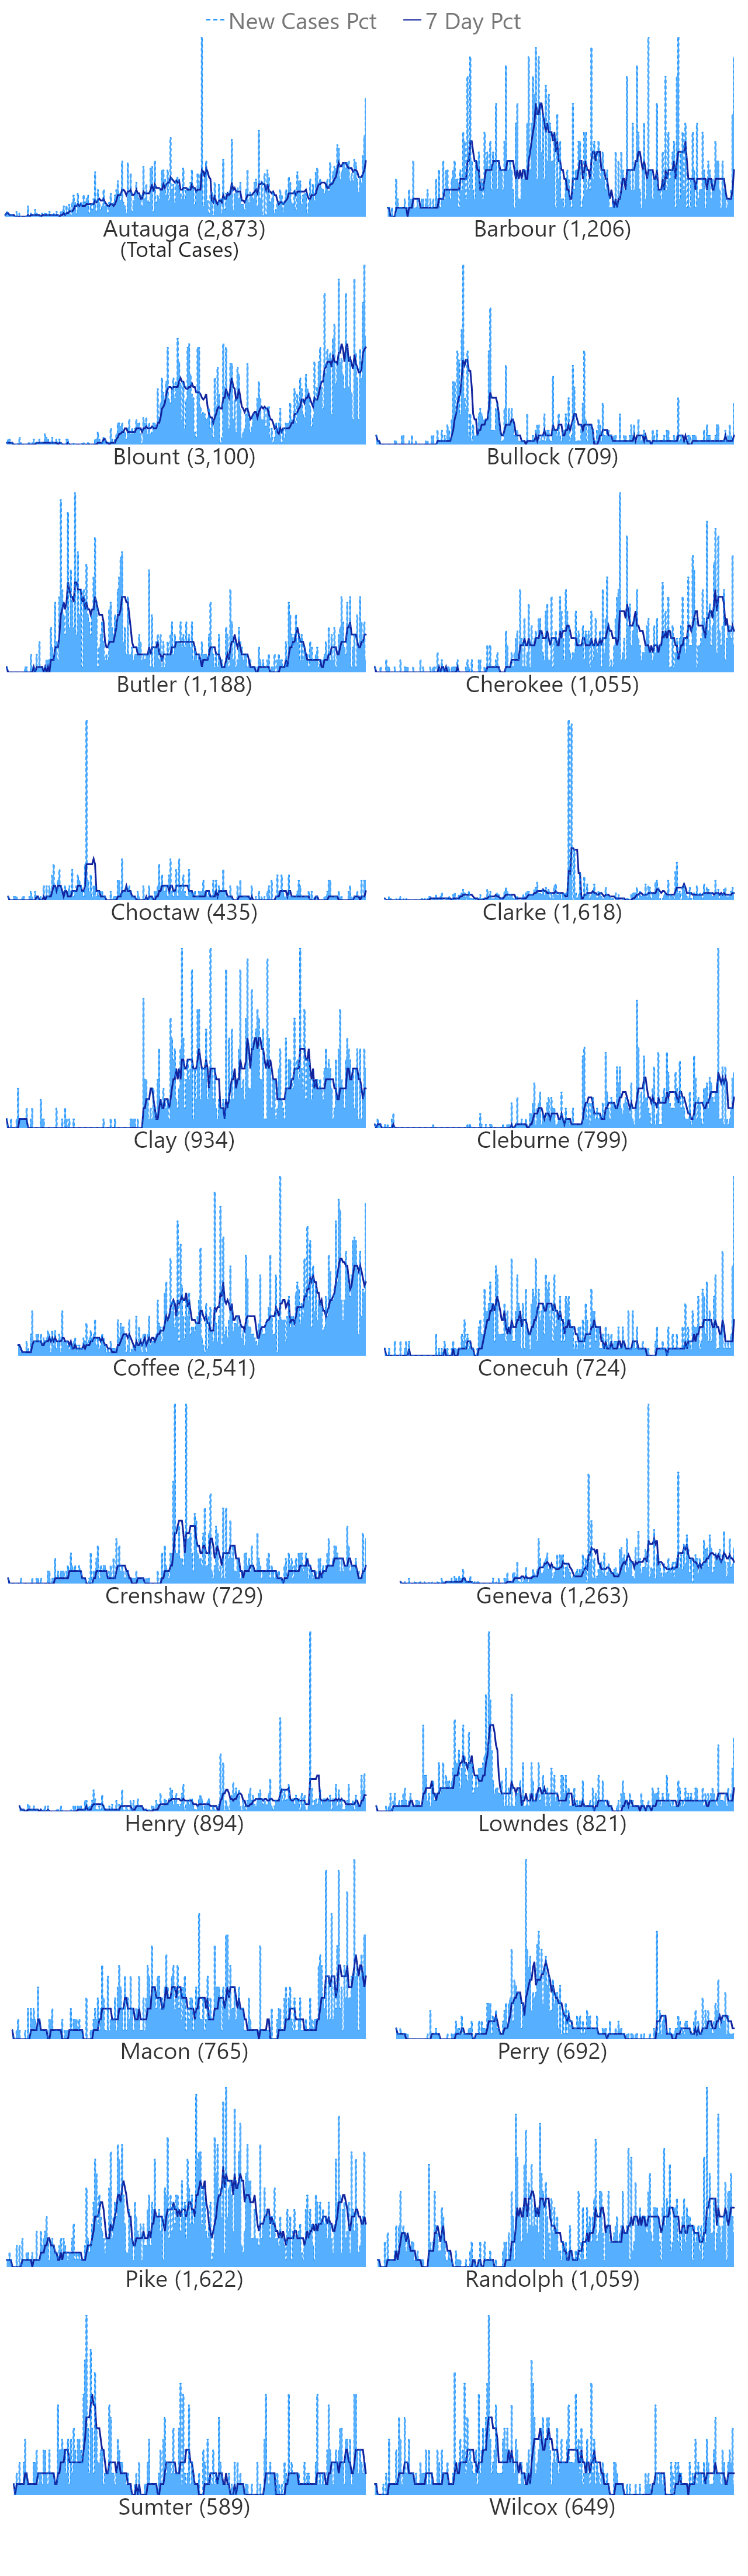 New Cases Pct 7 Day Pct
Autauga (2,873) Barbour (1,206)
(Total Cases)
Blount (3,100) Bullock (709)
Butler (1,188) Cherokee (1,055)
Choctaw (435) Clarke (1,618)
Clay (934) Cleburne (799)
Coffee (2,541) Conecuh (724)
Crenshaw (729) Geneva (1,263)
Henry (894) Lowndes (821)
Macon (765) Perry (692)
Pike (1,622) Randolph (1,059)
Sumter (589) Wilcox (649)